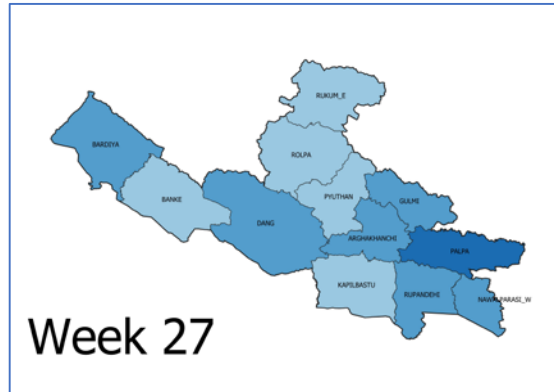 RUKUM_E
BARDIYA
ROLPA
BANKE
PYUTHAN
GULMI
DANG
ARGHAKHANCHI
PALPA
KAPILBASTU
RUPANDEHI
NAWALPARASI_W
Week 27